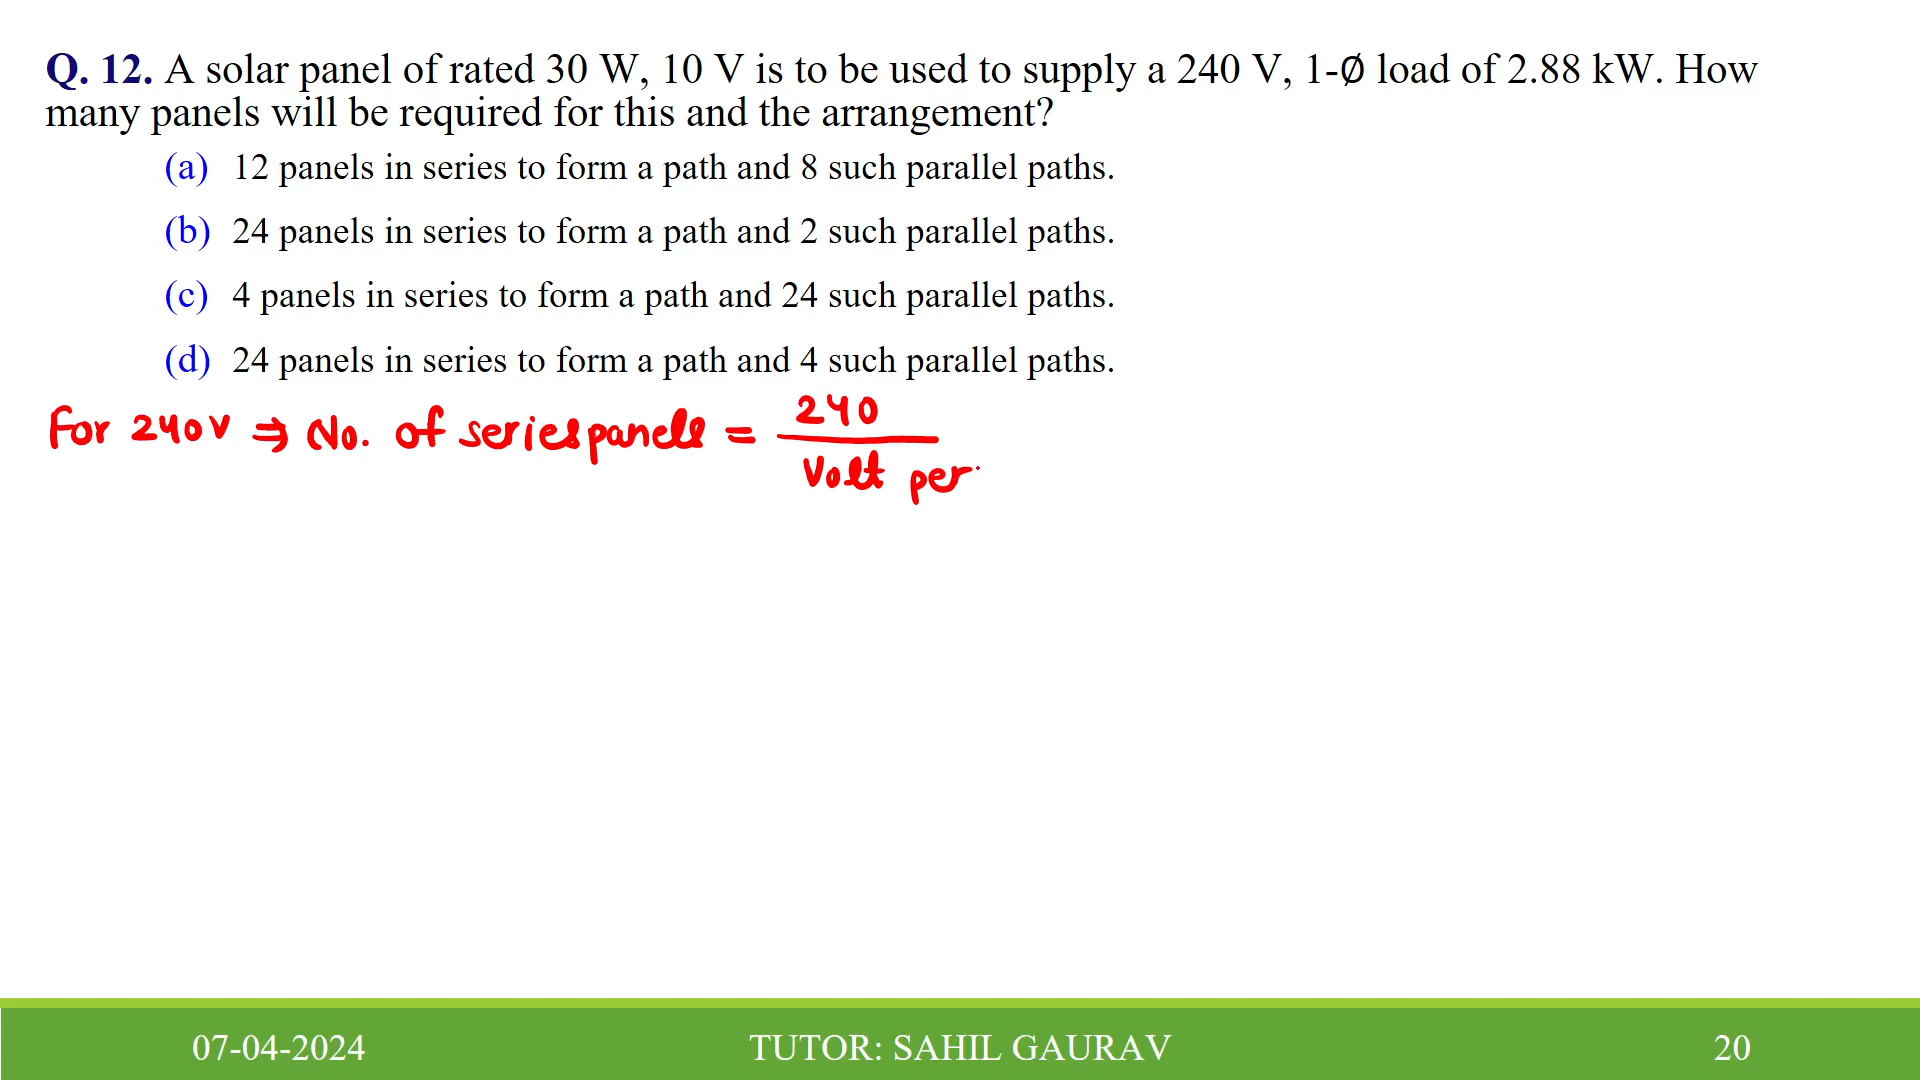 Q. 12. A solar panel of rated 30 W, 10 V is to be used to supply a 240 V, 1-∅ load of 2.88 kW. How
many panels will be required for this and the arrangement?
(a) 12 panels in series to form a path and 8 such parallel paths.
(b) 24 panels in series to form a path and 2 such parallel paths.
(c) 4 panels in series to form a path and 24 such parallel paths.
(d) 24 panels in series to form a path and 4 such parallel paths.
For 240V ⇒ No. of series panels = 240
Volt per
07-04-2024 TUTOR: SAHIL GAURAV 20